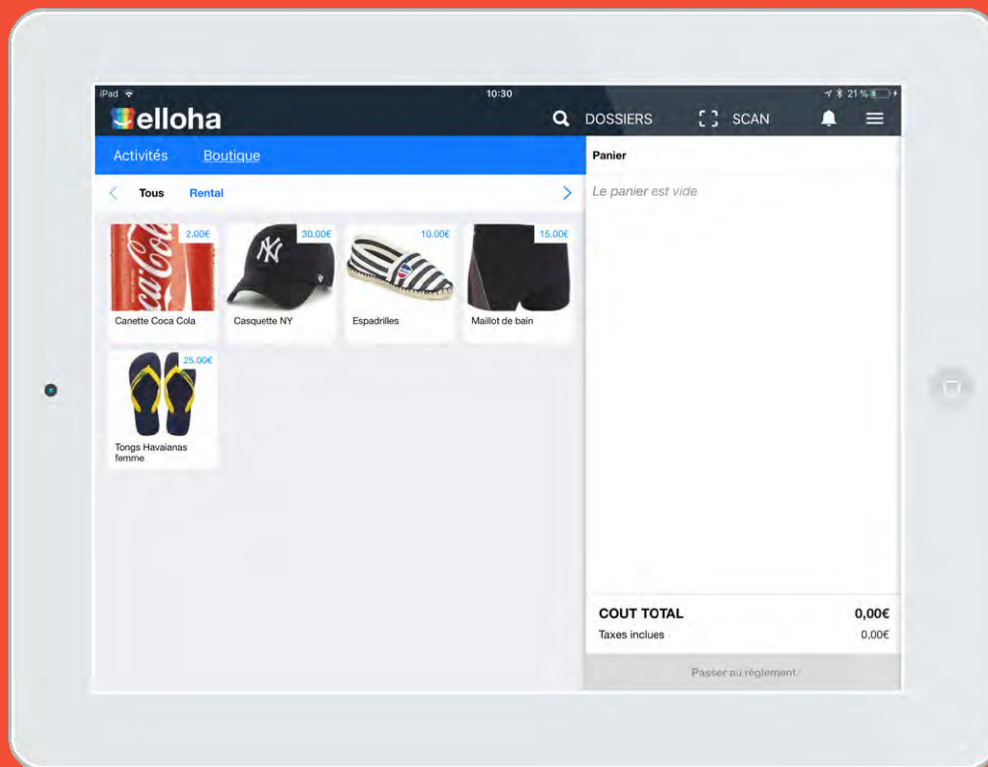 iPad 10:30 21 %
elloha DOSSIERS SCAN
Activités Boutique Panier
Tous Rental Le panier est vide
2.00€ 30.00€ 10.00€ 15.00€
Canette Coca Cola Casquette NY Espadrilles Maillot de bain
25.00€
Tongs Havaianas
femme
COUT TOTAL 0,00€
Taxes inclues 0,00€
Passer au règlement